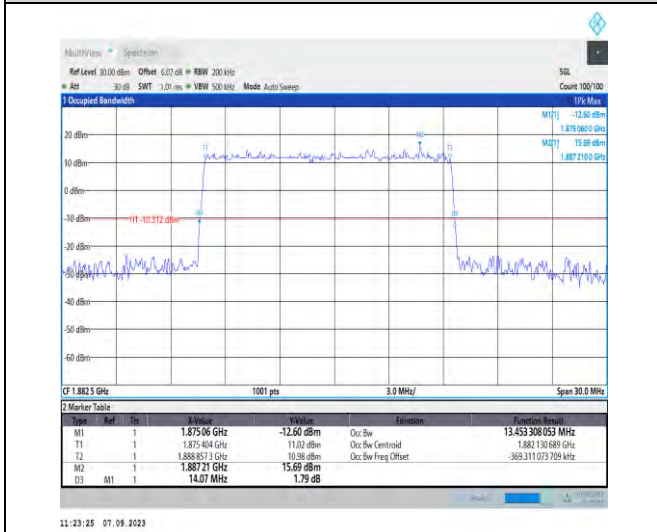 MultiView Spectrum
Ref Level 30.00 dBm Offset 6.07 dB RBW 200 kHz SGL
Att 30 dB SWT 1.01 ms VBW 500 kHz Mode Auto Sweep Count 100/100
1 Occupied Bandwidth 1Pk Max
M1[1] -12.60 dBm
1.875 060 0 GHz
M2[1] 15.69 dBm
1.887 210 0 GHz
20 dBm
M2
T1 T2
10 dBm
0 dBm
-10 dBm H1 -10.312 dBm M1 D3
-20 dBm
-30 dBm
-40 dBm
-50 dBm
-60 dBm
CF 1.882 5 GHz 1001 pts 3.0 MHz/ Span 30.0 MHz
2 Marker Table
Type Ref Trc X-Value Y-Value Function Function Result
M1 1 1.875 06 GHz -12.60 dBm Occ Bw 13.453 308 053 MHz
T1 1 1.875 404 GHz 11.02 dBm Occ Bw Centroid 1.882 130 689 GHz
T2 1 1.888 857 3 GHz 10.98 dBm Occ Bw Freq Offset -369.311 073 709 kHz
M2 1 1.887 21 GHz 15.69 dBm
D3 M1 1 14.07 MHz 1.79 dB
11:23:25 07.09.2023